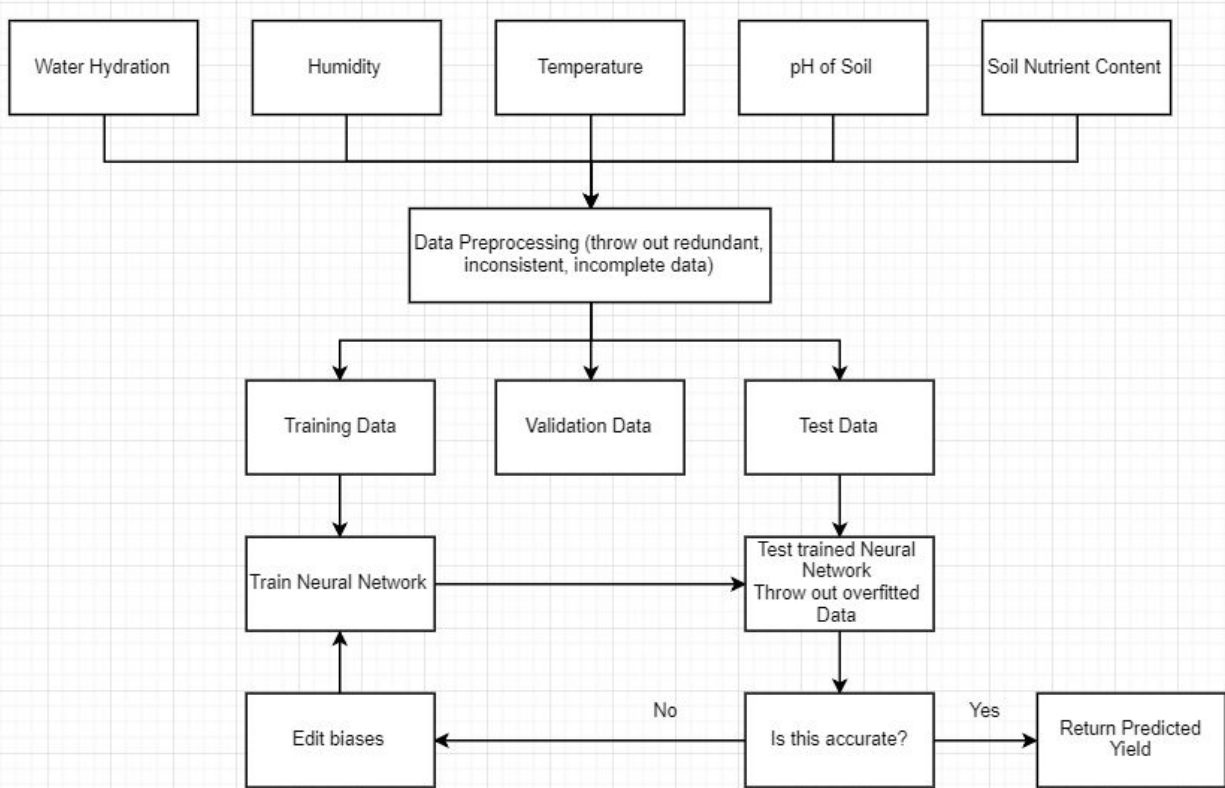 Water Hydration
Humidity
Temperature
pH of Soil
Soil Nutrient Content
Data Preprocessing (throw out redundant,
inconsistent, incomplete data)
Training Data
Validation Data
Test Data
Train Neural Network
Test trained Neural
Network
Throw out overfitted
Data
Edit biases
No
Is this accurate?
Yes
Return Predicted
Yield